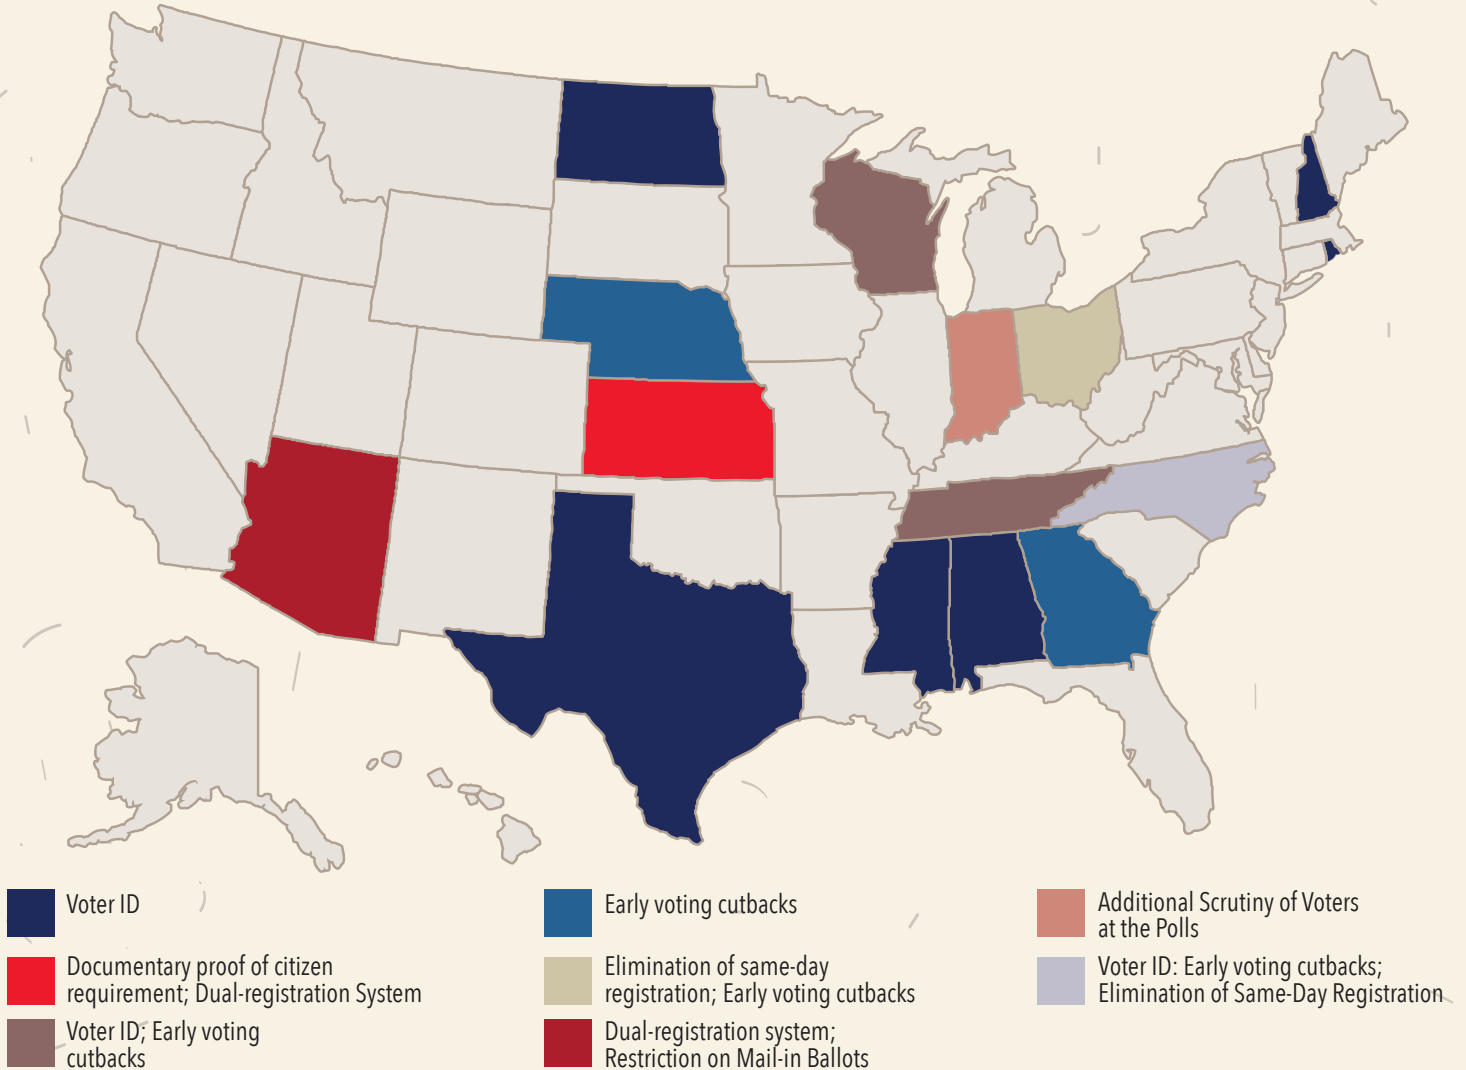 Voter ID
Documentary proof of citizen
requirement; Dual-registration System
Voter ID; Early voting
cutbacks
Early voting cutbacks
Elimination of same-day
registration; Early voting cutbacks
Dual-registration system;
Restriction on Mail-in Ballots
Additional Scrutiny of Voters
at the Polls
Voter ID: Early voting cutbacks;
Elimination of Same-Day Registration